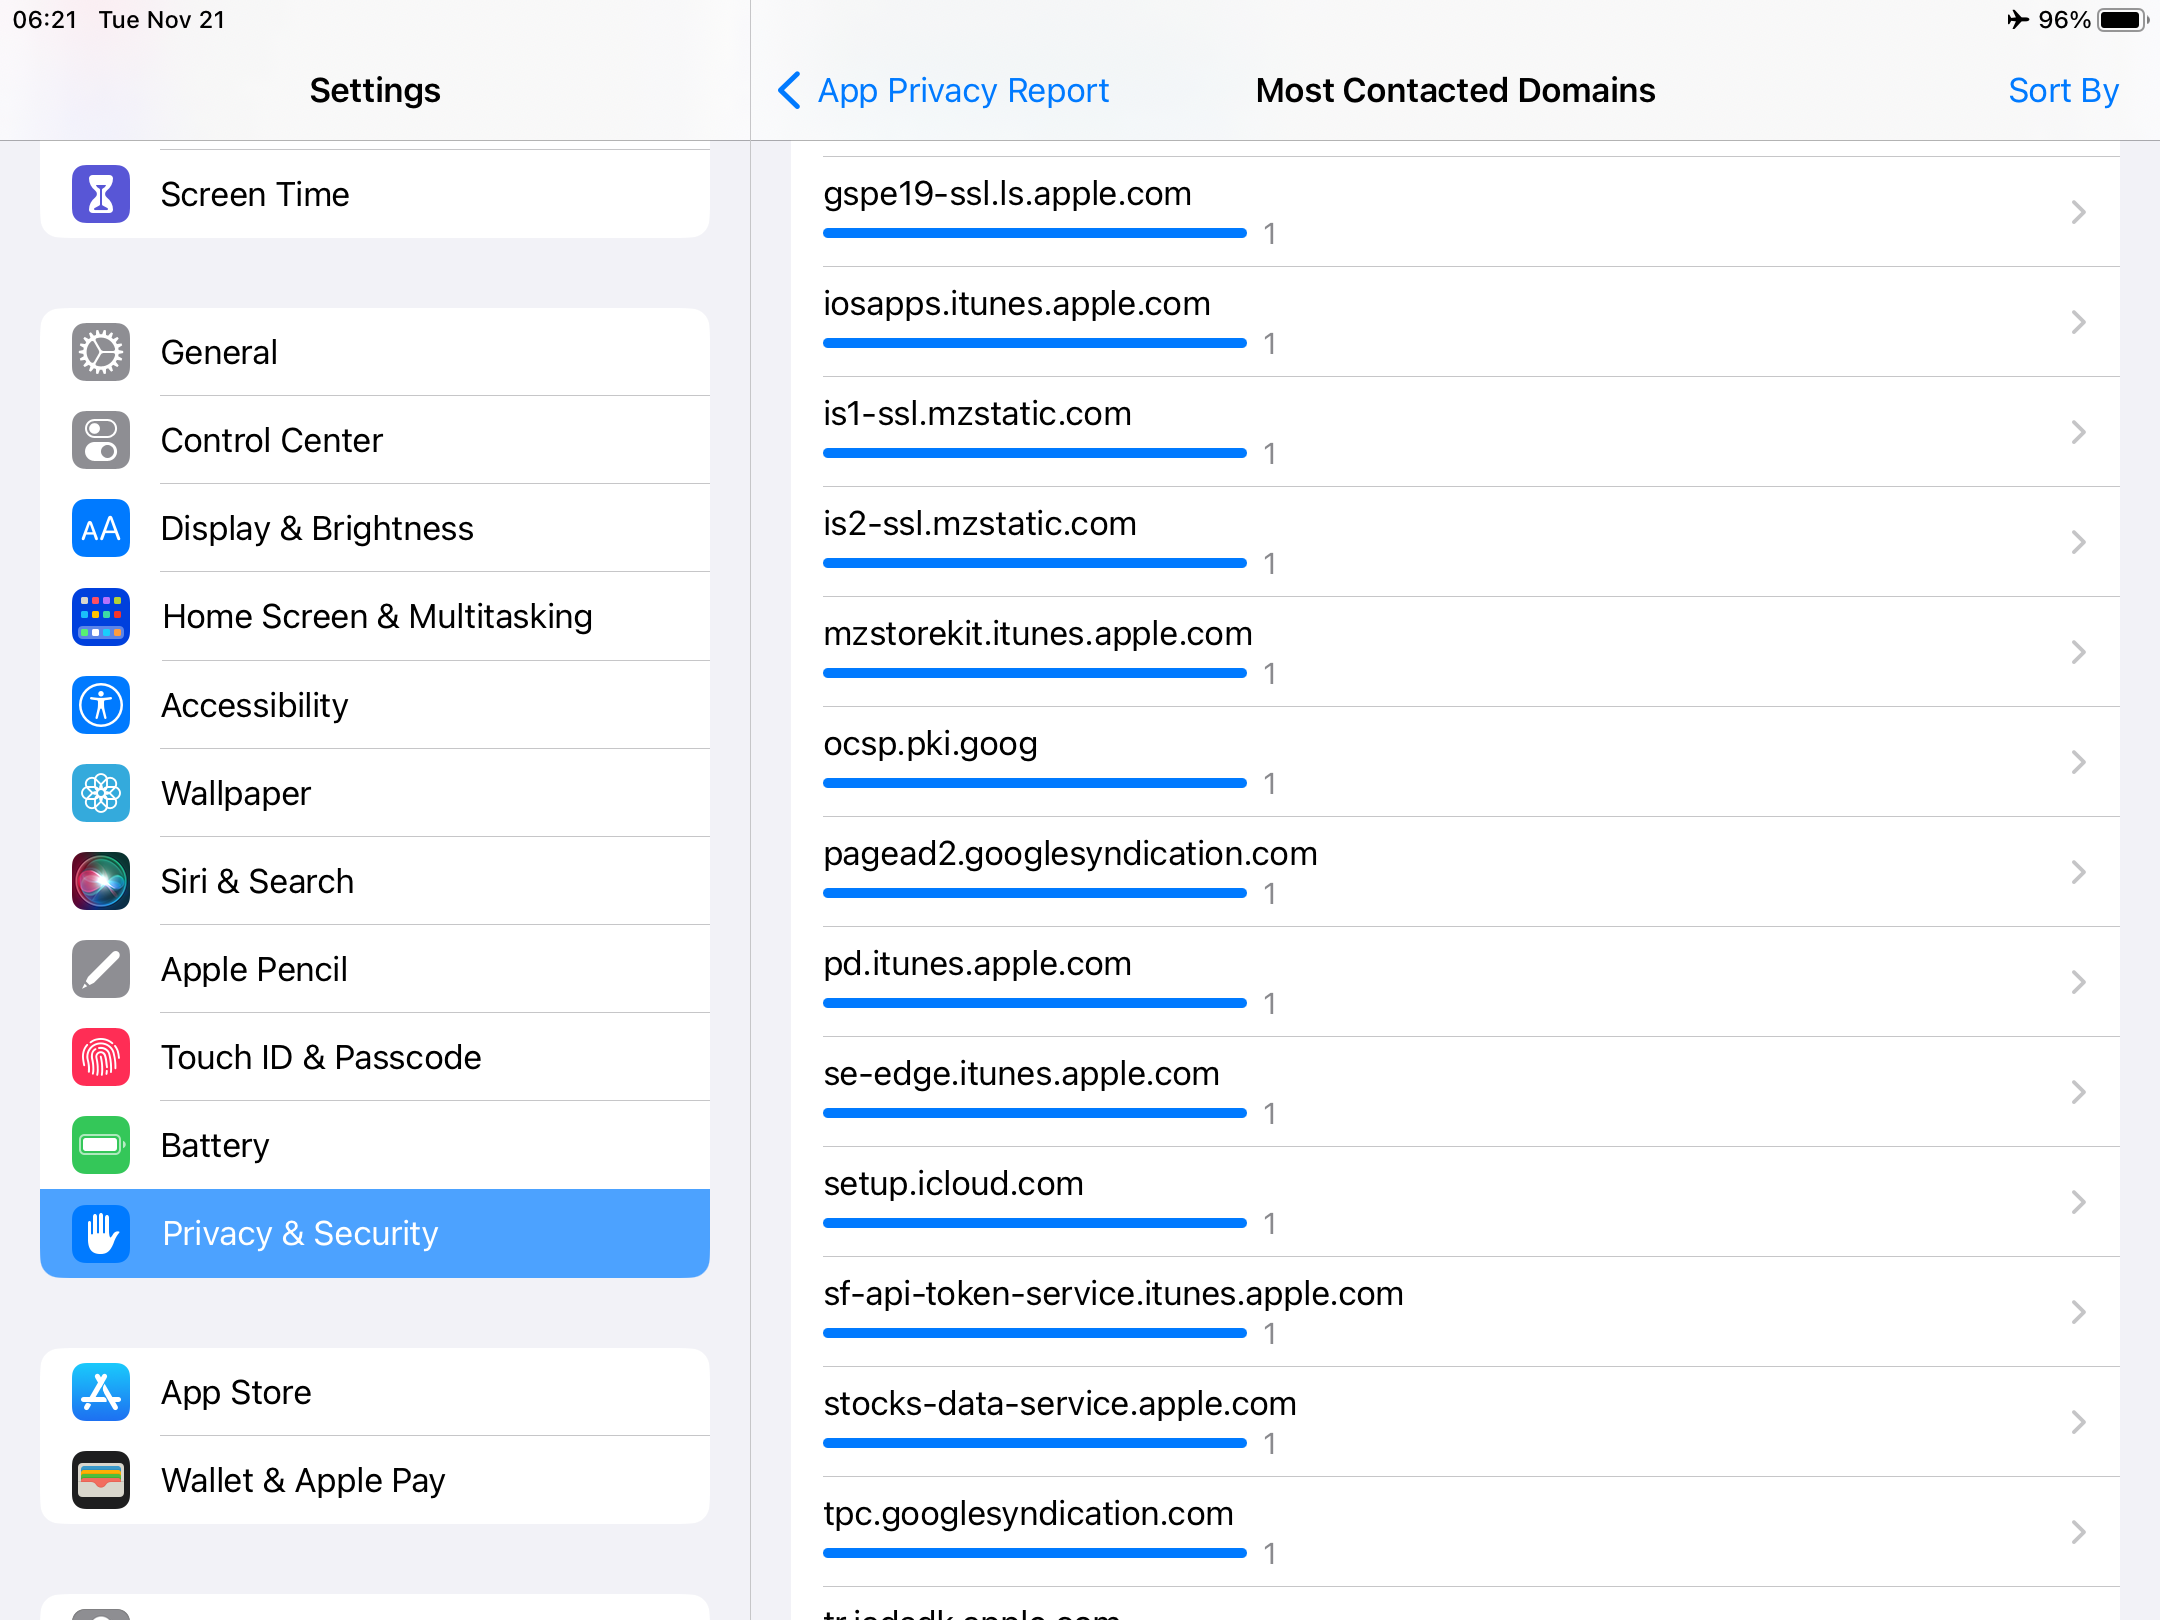 06:21 Tue Nov 21
96%
Settings
Screen Time
General
Control Center
AA Display & Brightness
Home Screen & Multitasking
Accessibility
Wallpaper
Siri & Search
Apple Pencil
Touch ID & Passcode
Battery
Privacy & Security
App Store
Wallet & Apple Pay
App Privacy Report
Most Contacted Domains
Sort By
gspe19-ssl.ls.apple.com
1
iosapps.itunes.apple.com
1
is1-ssl.mzstatic.com
1
is2-ssl.mzstatic.com
1
mzstorekit.itunes.apple.com
1
ocsp.pki.goog
1
pagead2.googlesyndication.com
1
pd.itunes.apple.com
1
se-edge.itunes.apple.com
1
setup.icloud.com
1
sf-api-token-service.itunes.apple.com
1
stocks-data-service.apple.com
1
tpc.googlesyndication.com
1